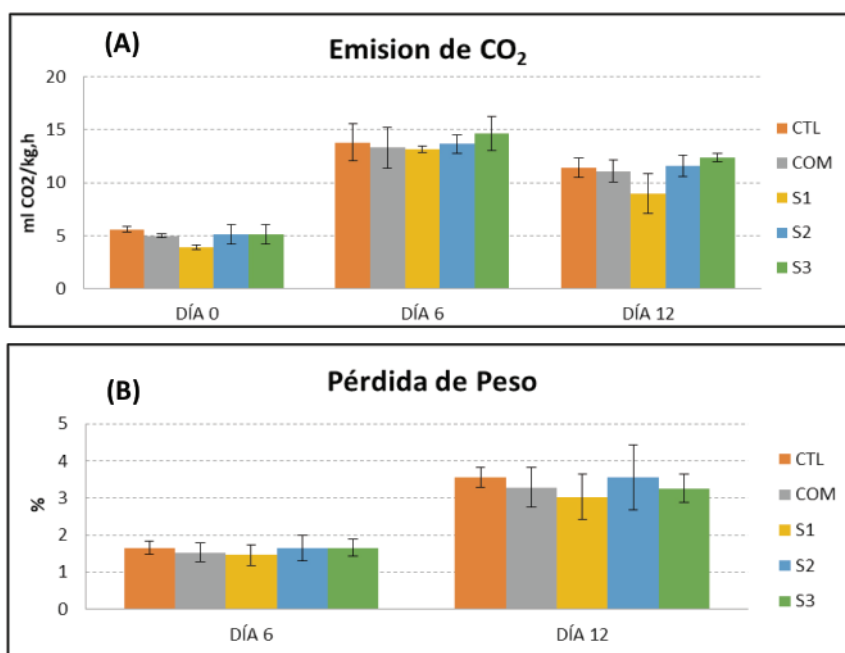 (A)
Emision de CO₂
ml CO2/kg,h
20
15
10
5
0
DÍA 0 DÍA 6 DÍA 12
CTL
COM
S1
S2
S3
(B)
Pérdida de Peso
%
5
4
3
2
1
0
DÍA 6 DÍA 12
CTL
COM
S1
S2
S3